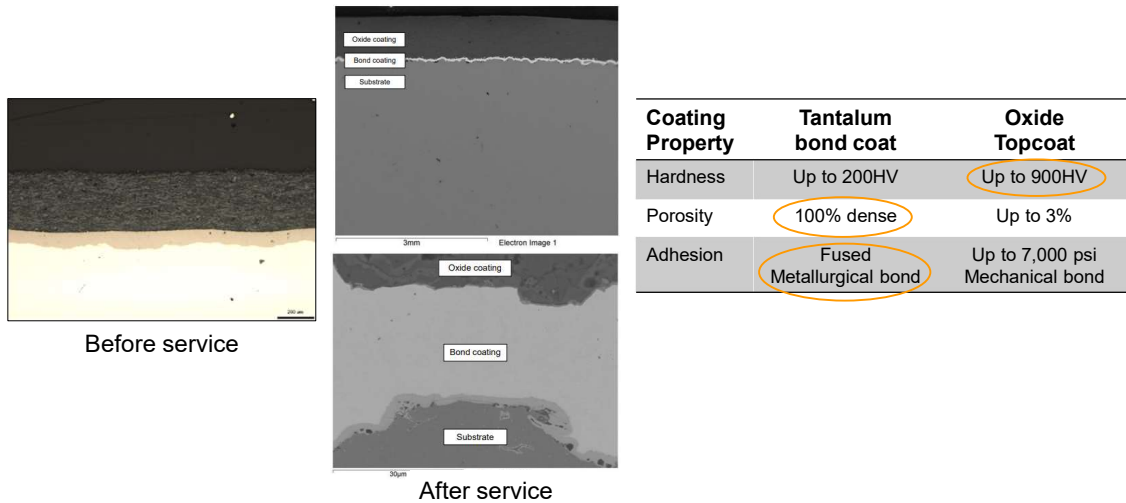 Before service
Oxide coating
Bond coating
Substrate
3mm
Electron Image 1
Oxide coating
Bond coating
Substrate
30µm
After service
Coating Property
Tantalum bond coat
Oxide Topcoat
Hardness
Up to 200HV
Up to 900HV
Porosity
100% dense
Up to 3%
Adhesion
Fused
Metallurgical bond
Up to 7,000 psi
Mechanical bond